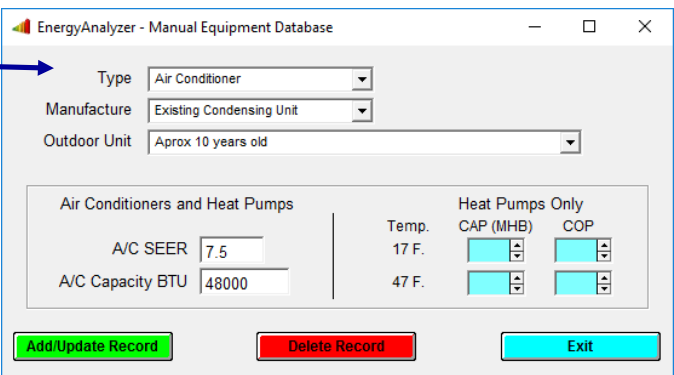 EnergyAnalyzer - Manual Equipment Database
Type Air Conditioner
Manufacture Existing Condensing Unit
Outdoor Unit Aprox 10 years old
Air Conditioners and Heat Pumps Heat Pumps Only
Temp. CAP (MHB) COP
A/C SEER 7.5 17 F.
A/C Capacity BTU 48000 47 F.
Add/Update Record Delete Record Exit